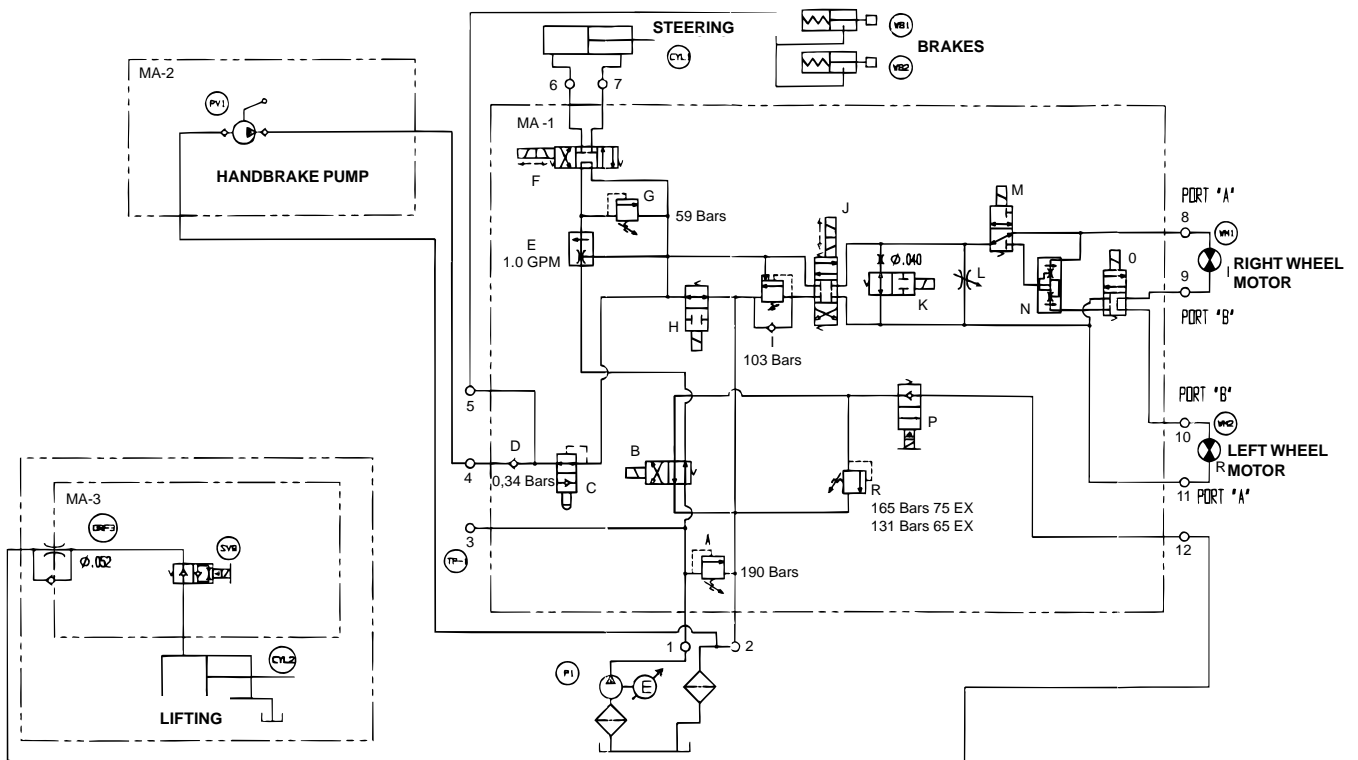 STEERING
CYL1
VB1
BRAKES
VB2
MA-2
PV1
HANDBRAKE PUMP
6
7
MA -1
F
G
59 Bars
E
1.0 GPM
J
M
PORT "A"
8
VM1
Ø.040
K
L
O
I
RIGHT WHEEL
MOTOR
9
N
PORT "B"
H
I
103 Bars
5
P
PORT "B"
10
VM2
LEFT WHEEL
MOTOR
R
11
PORT "A"
D
4
0,34 Bars
C
B
R
165 Bars 75 EX
131 Bars 65 EX
MA-3
ORF3
Ø.052
SV8
3
TP-1
A
190 Bars
12
1
2
P1
E
CYL2
LIFTING